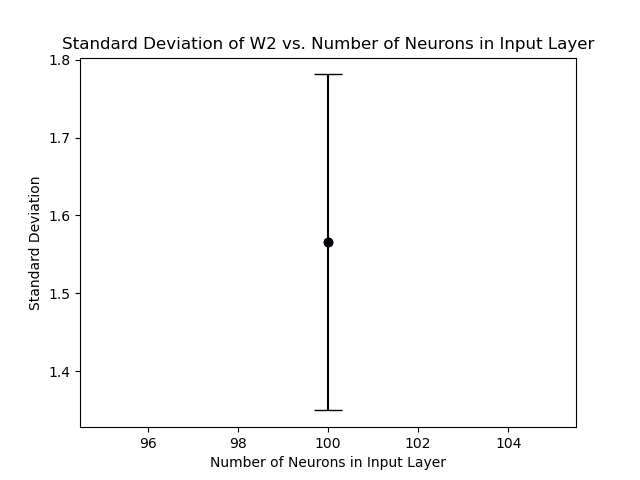 Standard Deviation of W2 vs. Number of Neurons in Input Layer
1.8
1.7
1.6
1.5
1.4
Standard Deviation
96 98 100 102 104
Number of Neurons in Input Layer